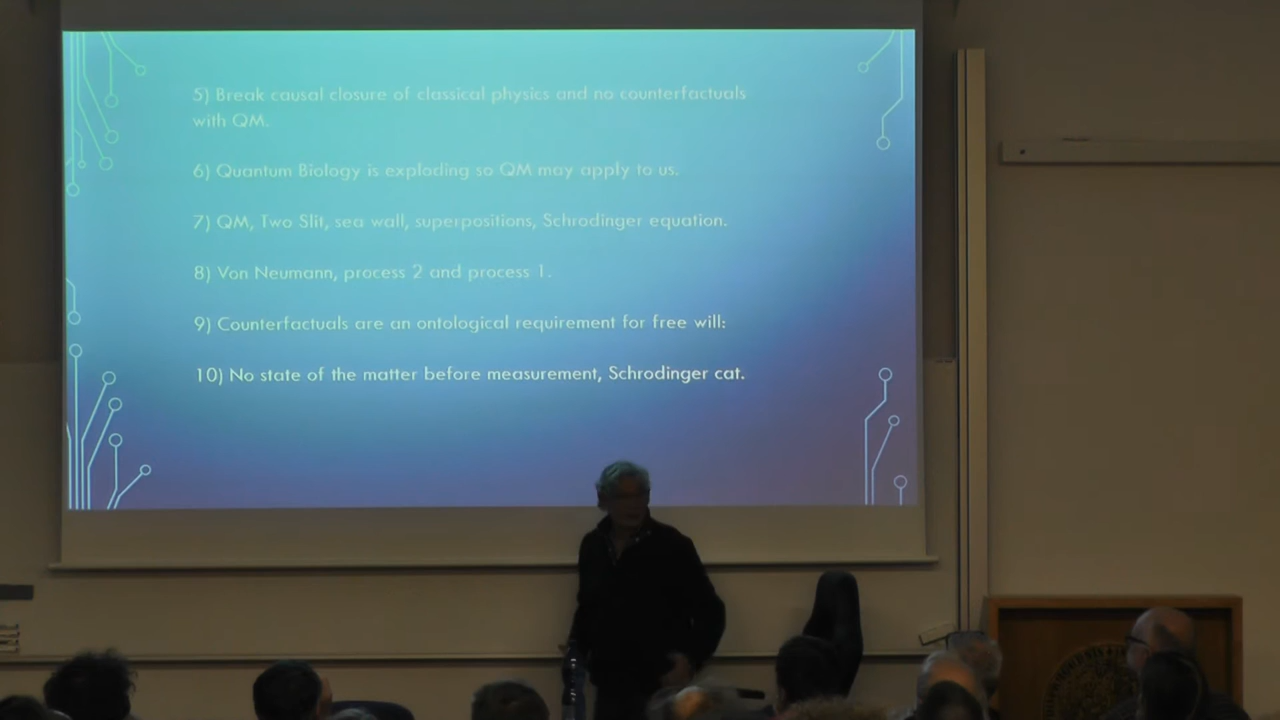 5) Break causal closure of classical physics and no counterfactuals
with QM.
6) Quantum Biology is exploding so QM may apply to us.
7) QM, Two Slit, sea wall, superpositions, Schrodinger equation.
8) Von Neumann, process 2 and process 1.
9) Counterfactuals are an ontological requirement for free will:
10) No state of the matter before measurement, Schrodinger cat.